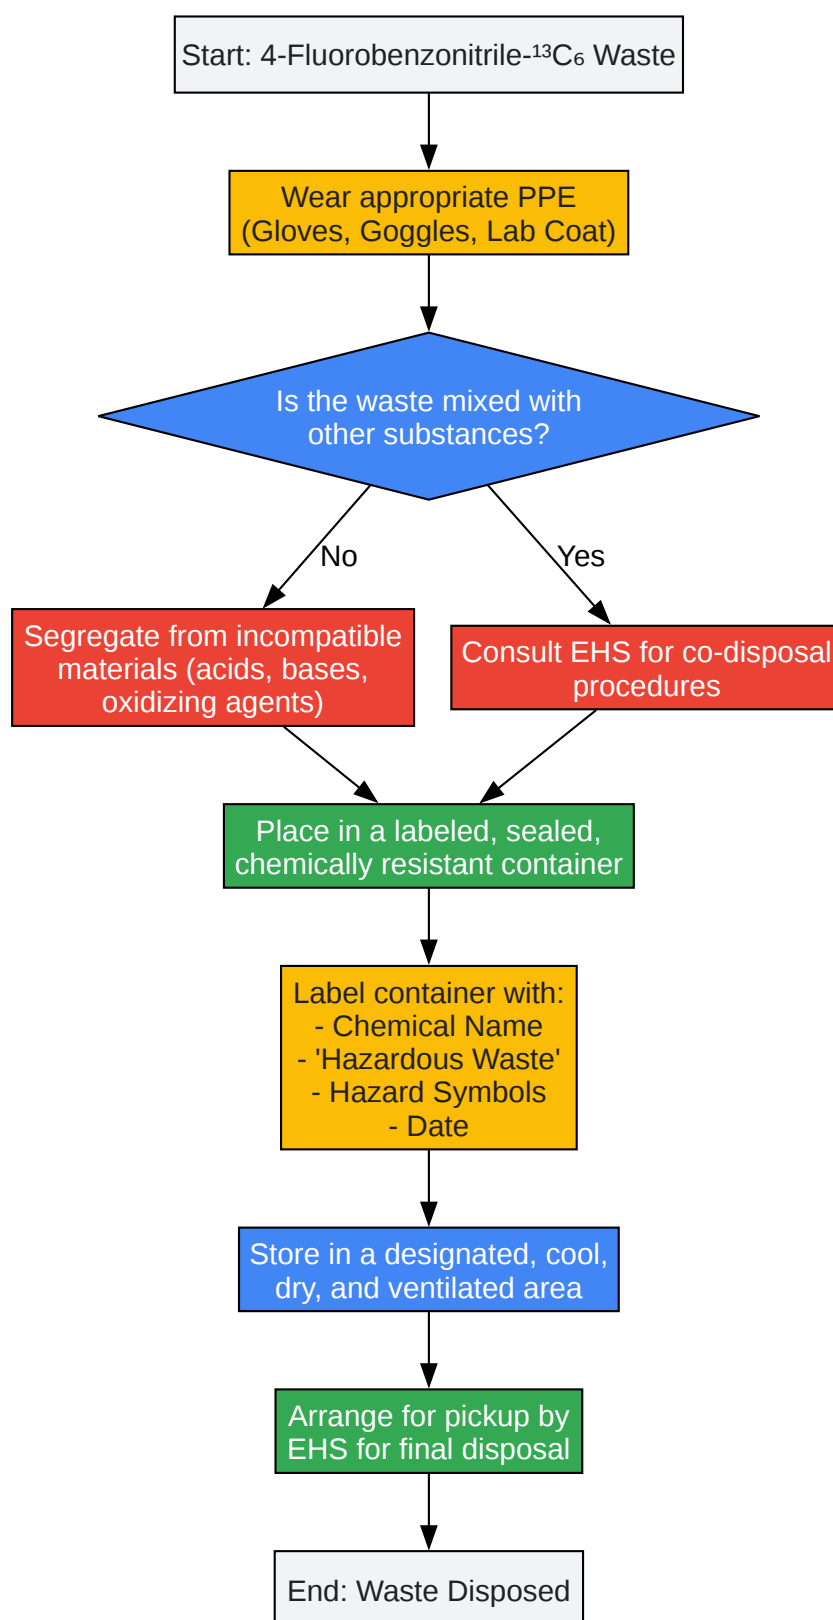 Start: 4-Fluorobenzonitrile-¹³C₆ Waste
Wear appropriate PPE
(Gloves, Goggles, Lab Coat)
Is the waste mixed with
other substances?
No
Yes
Segregate from incompatible
materials (acids, bases,
oxidizing agents)
Consult EHS for co-disposal
procedures
Place in a labeled, sealed,
chemically resistant container
Label container with:
- Chemical Name
- 'Hazardous Waste'
- Hazard Symbols
- Date
Store in a designated, cool,
dry, and ventilated area
Arrange for pickup by
EHS for final disposal
End: Waste Disposed